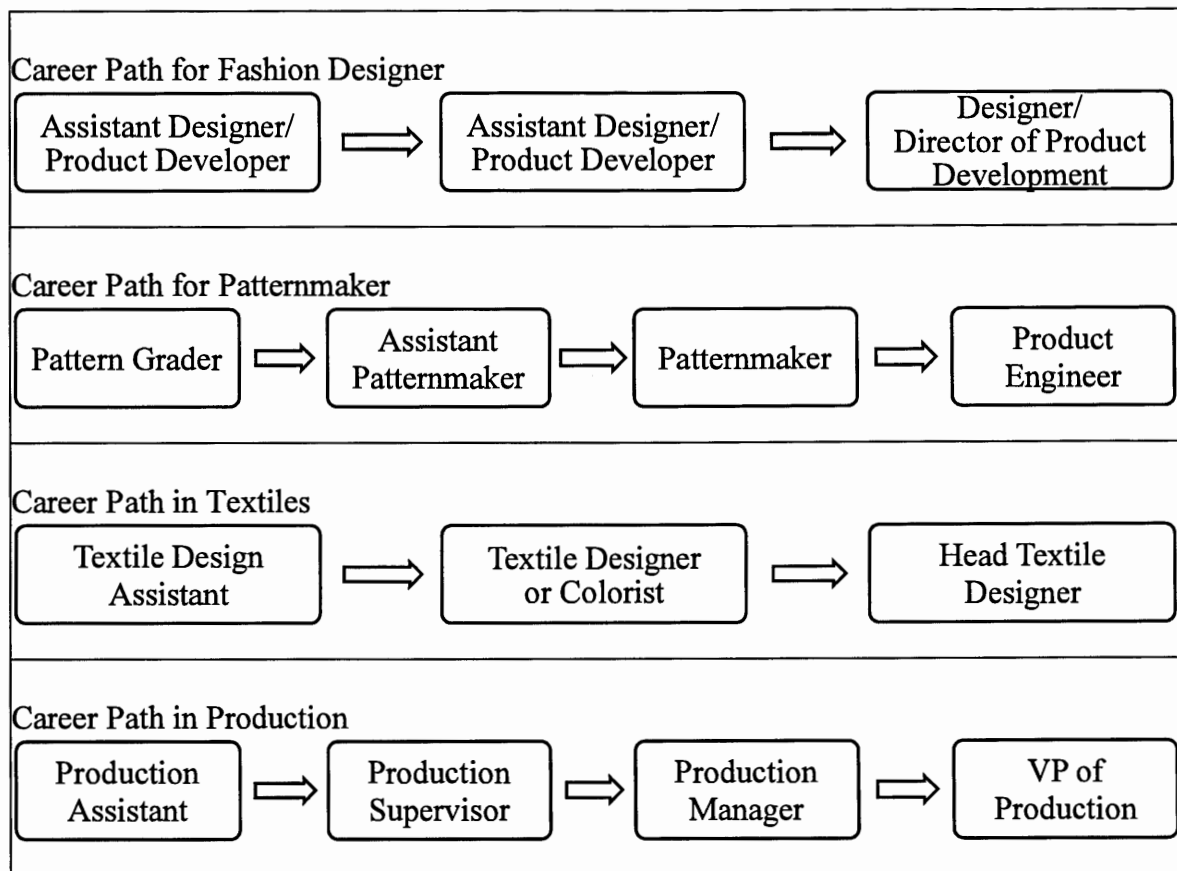 Career Path for Fashion Designer
Assistant Designer/
Product Developer
Assistant Designer/
Product Developer
Designer/
Director of Product
Development
Career Path for Patternmaker
Pattern Grader
Assistant
Patternmaker
Patternmaker
Product
Engineer
Career Path in Textiles
Textile Design
Assistant
Textile Designer
or Colorist
Head Textile
Designer
Career Path in Production
Production
Assistant
Production
Supervisor
Production
Manager
VP of
Production